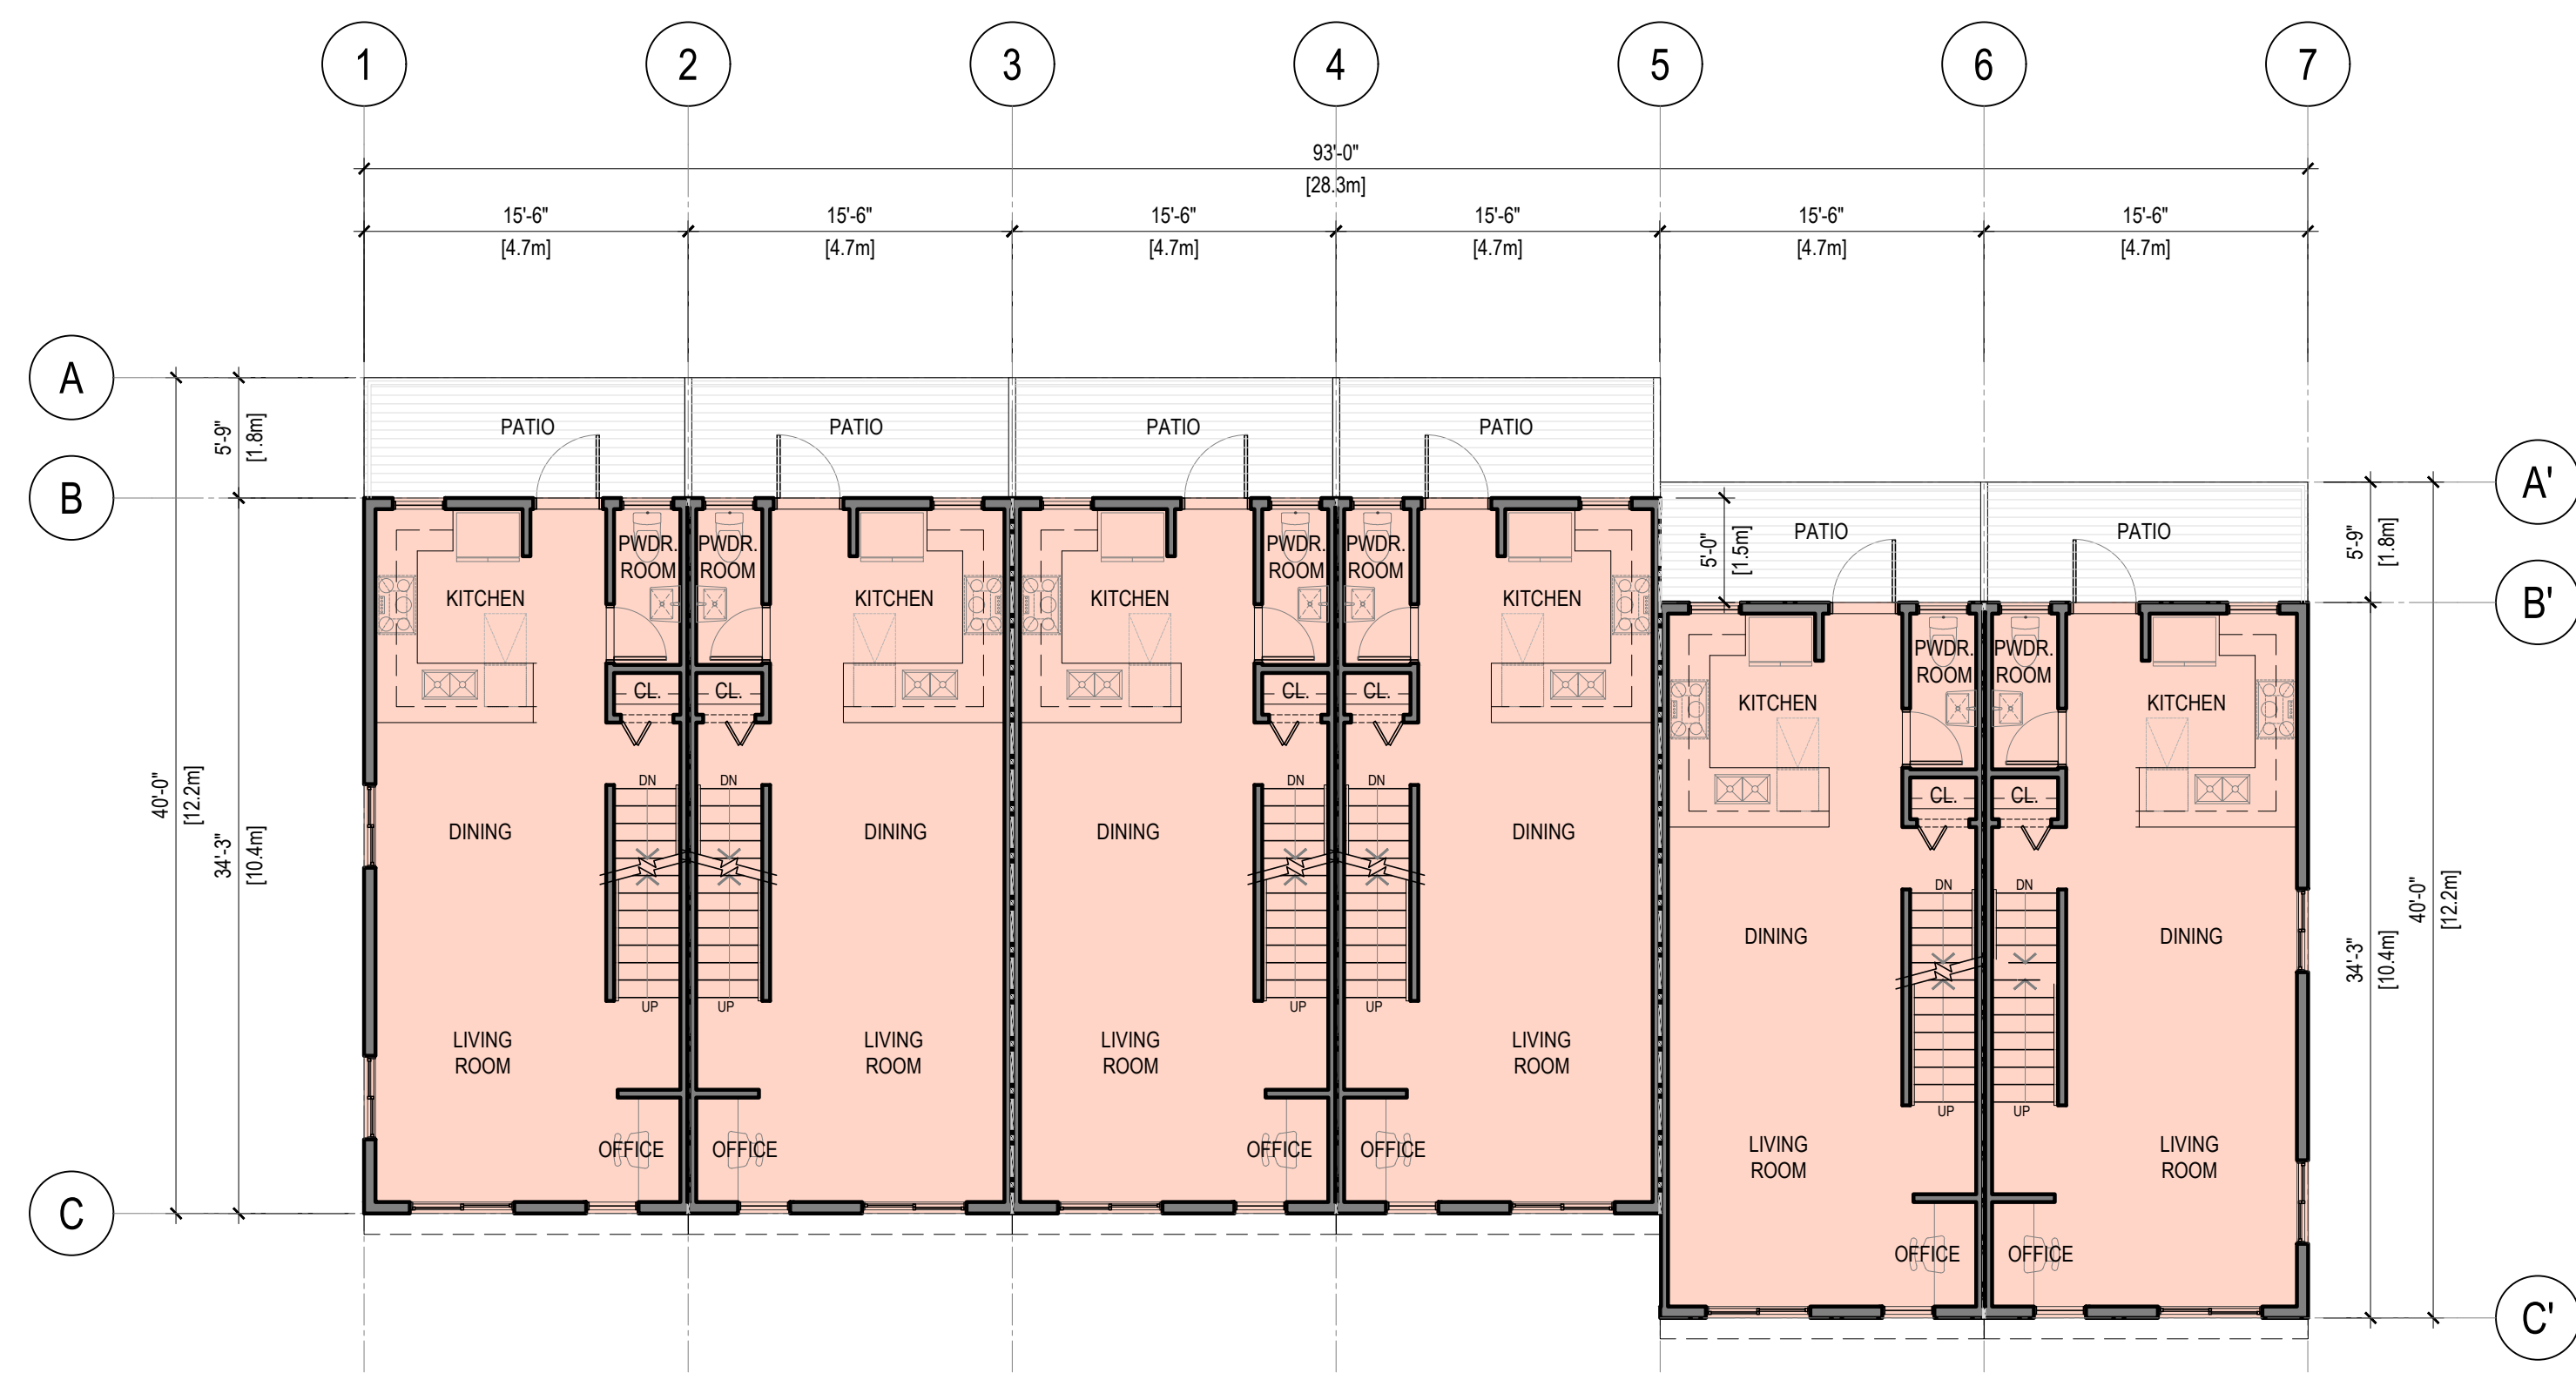 1 2 3 4 5 6 7
93'-0"
[28.3m]
15'-6" 15'-6" 15'-6" 15'-6" 15'-6" 15'-6"
[4.7m] [4.7m] [4.7m] [4.7m] [4.7m] [4.7m]
A
5'-9"
[1.8m]
PATIO PATIO PATIO PATIO
A'
B
5'-0"
[1.5m]
PATIO PATIO
5'-9"
[1.8m]
B'
PWDR. PWDR. PWDR. PWDR.
ROOM ROOM ROOM ROOM
KITCHEN KITCHEN KITCHEN KITCHEN
PWDR. PWDR.
ROOM ROOM
CL. CL. CL. CL.
KITCHEN KITCHEN
DN DN DN DN
CL. CL.
40'-0"
[12.2m]
34'-3"
[10.4m]
DINING DINING DINING DINING
DN DN
DINING DINING
34'-3"
[10.4m]
40'-0"
[12.2m]
UP UP UP UP
LIVING LIVING LIVING LIVING
ROOM ROOM ROOM ROOM
UP UP
OFFICE OFFICE OFFICE OFFICE
LIVING LIVING
ROOM ROOM
C
OFFICE OFFICE
C'